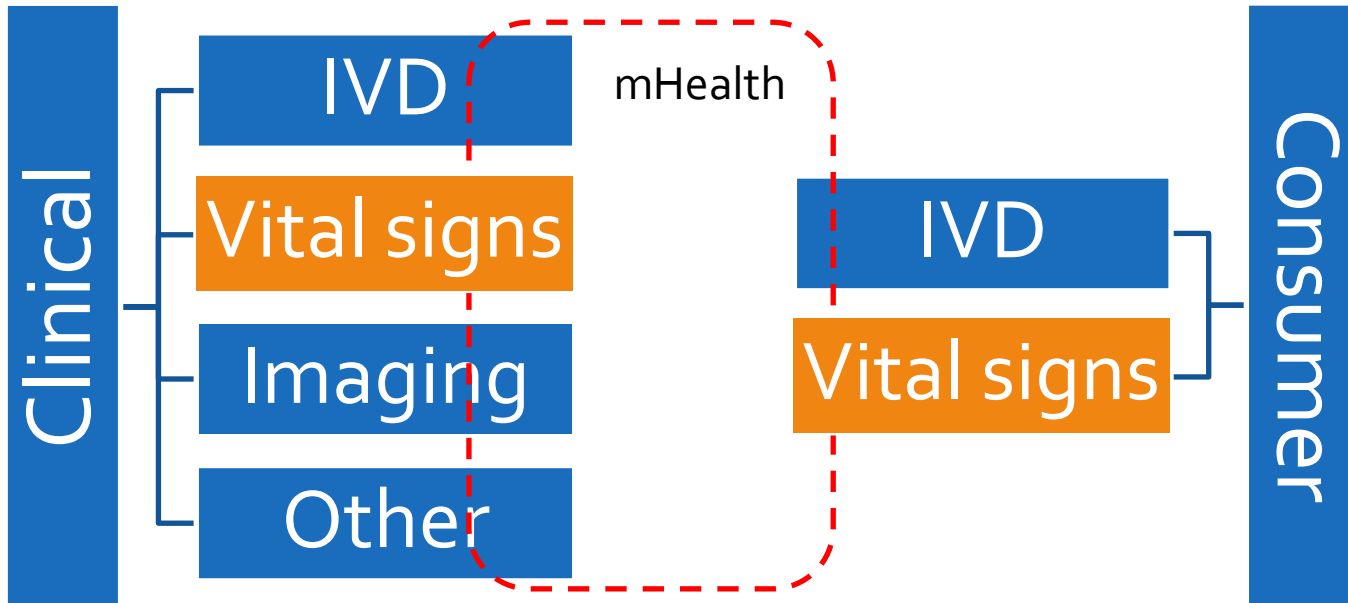 Clinical
IVD
Vital signs
Imaging
Other
mHealth
IVD
Vital signs
Consumer